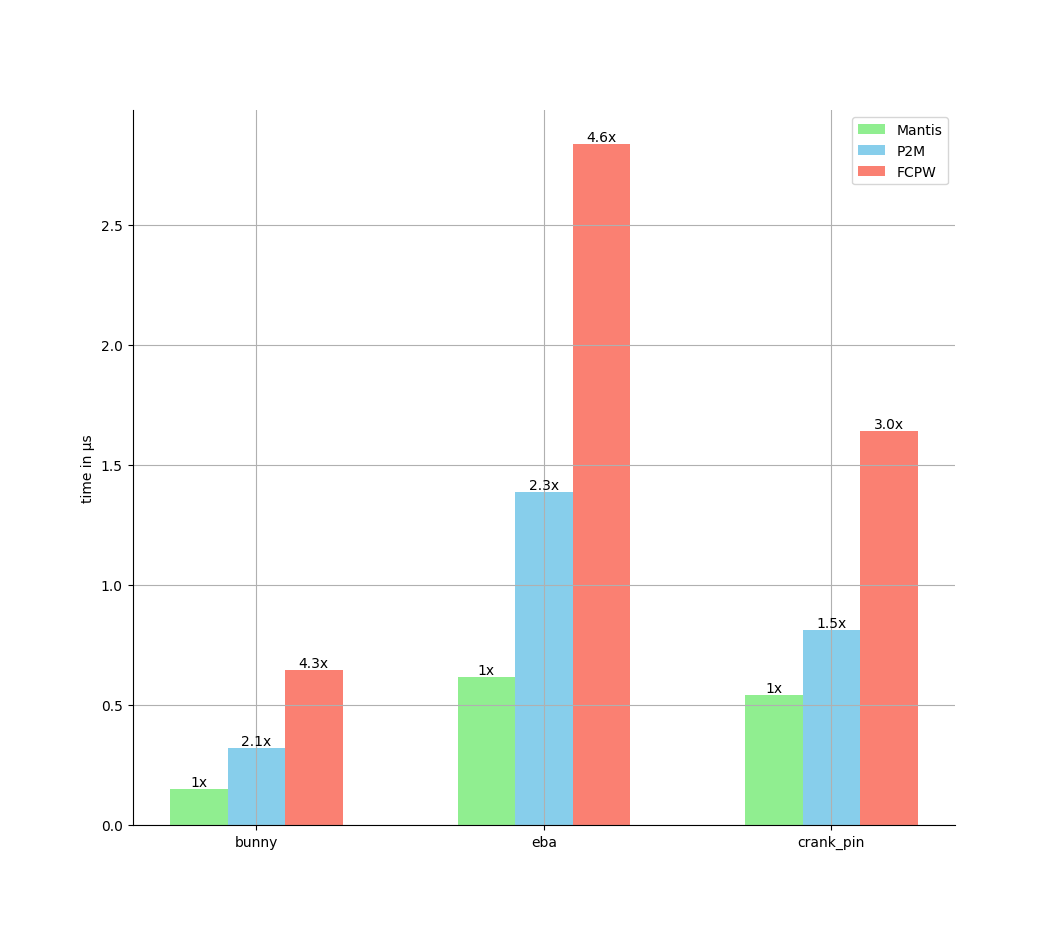 Mantis
P2M
FCPW
time in µs
2.5
2.0
1.5
1.0
0.5
0.0
1x
2.1x
4.3x
1x
2.3x
4.6x
1x
1.5x
3.0x
bunny
eba
crank_pin